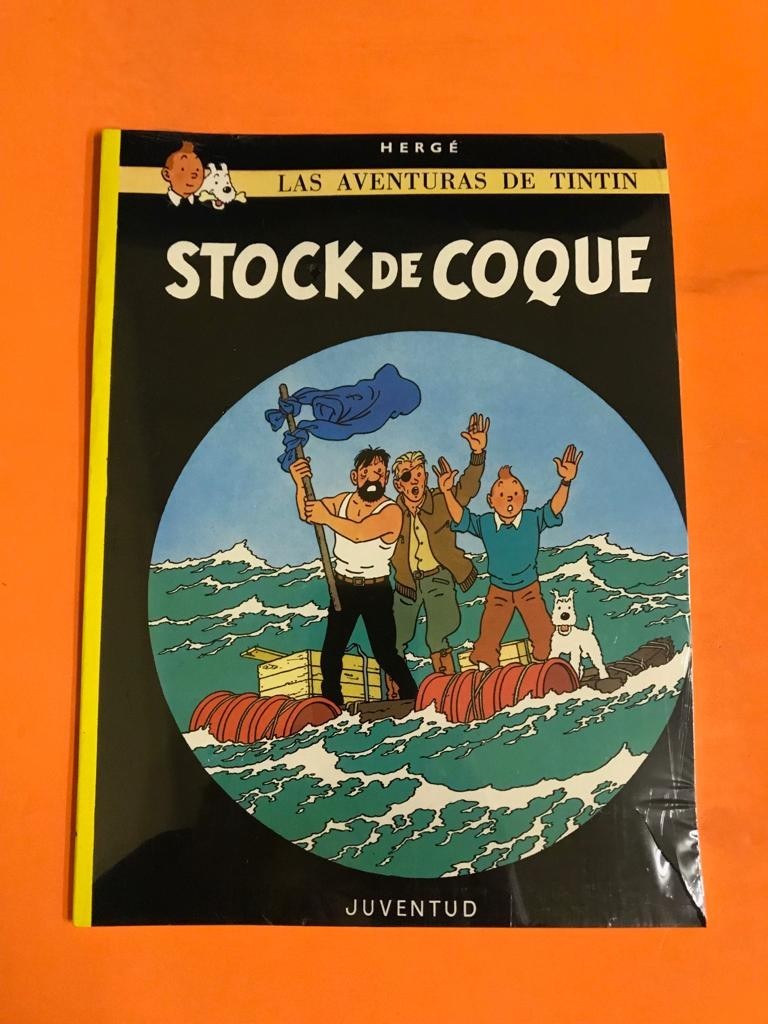 HERGÉ
LAS AVENTURAS DE TINTIN
STOCK DE COQUE
JUVENTUD